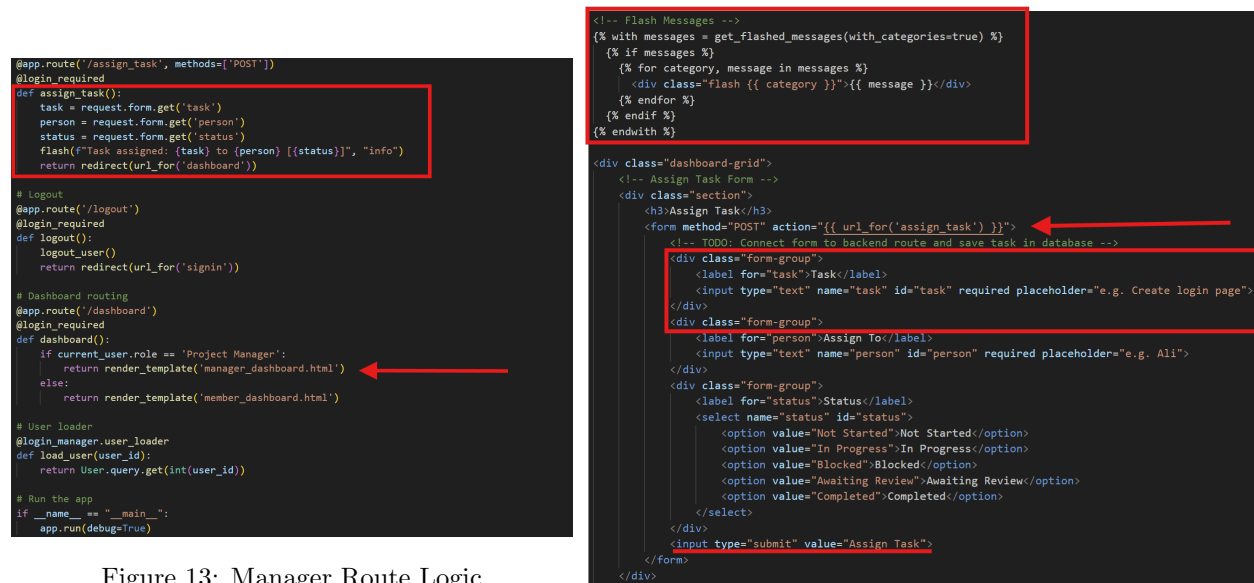 @app.route('/assign_task', methods=['POST'])
@login_required
def assign_task():
    task = request.form.get('task')
    person = request.form.get('person')
    status = request.form.get('status')
    flash(f"Task assigned: {task} to {person} [{status}]", "info")
    return redirect(url_for('dashboard'))
# Logout
@app.route('/logout')
@login_required
def logout():
    logout_user()
    return redirect(url_for('signin'))
# Dashboard routing
@app.route('/dashboard')
@login_required
def dashboard():
    if current_user.role == 'Project Manager':
        return render_template('manager_dashboard.html')
    else:
        return render_template('member_dashboard.html')
# User loader
@login_manager.user_loader
def load_user(user_id):
    return User.query.get(int(user_id))
# Run the app
if __name__ == "__main__":
    app.run(debug=True)
Figure 13: Manager Route Logic
<!-- Flash Messages -->
{% with messages = get_flashed_messages(with_categories=true) %}
  {% if messages %}
    {% for category, message in messages %}
      <div class="flash {{ category }}">{{ message }}</div>
    {% endfor %}
  {% endif %}
{% endwith %}
<div class="dashboard-grid">
    <!-- Assign Task Form -->
    <div class="section">
        <h3>Assign Task</h3>
        <form method="POST" action="{{ url_for('assign_task') }}">
            <!-- TODO: Connect form to backend route and save task in database -->
            <div class="form-group">
                <label for="task">Task</label>
                <input type="text" name="task" id="task" required placeholder="e.g. Create login page">
            </div>
            <div class="form-group">
                <label for="person">Assign To</label>
                <input type="text" name="person" id="person" required placeholder="e.g. Ali">
            </div>
            <div class="form-group">
                <label for="status">Status</label>
                <select name="status" id="status">
                    <option value="Not Started">Not Started</option>
                    <option value="In Progress">In Progress</option>
                    <option value="Blocked">Blocked</option>
                    <option value="Awaiting Review">Awaiting Review</option>
                    <option value="Completed">Completed</option>
                </select>
            </div>
            <input type="submit" value="Assign Task">
        </form>
    </div>